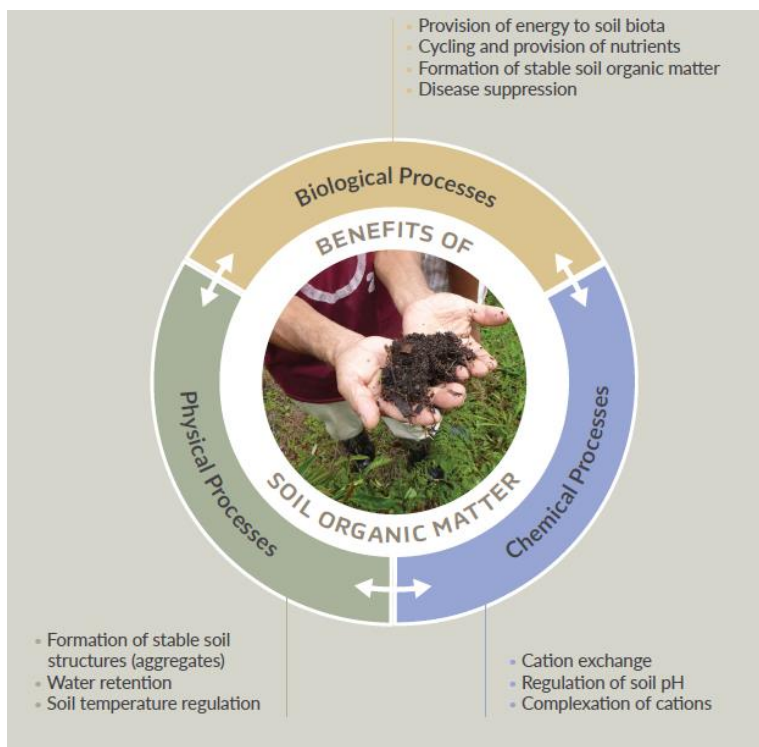 • Provision of energy to soil biota
• Cycling and provision of nutrients
• Formation of stable soil organic matter
• Disease suppression
Biological Processes
BENEFITS OF
SOIL ORGANIC MATTER
Physical Processes
Chemical Processes
• Formation of stable soil
structures (aggregates)
• Water retention
• Soil temperature regulation
• Cation exchange
• Regulation of soil pH
• Complexation of cations